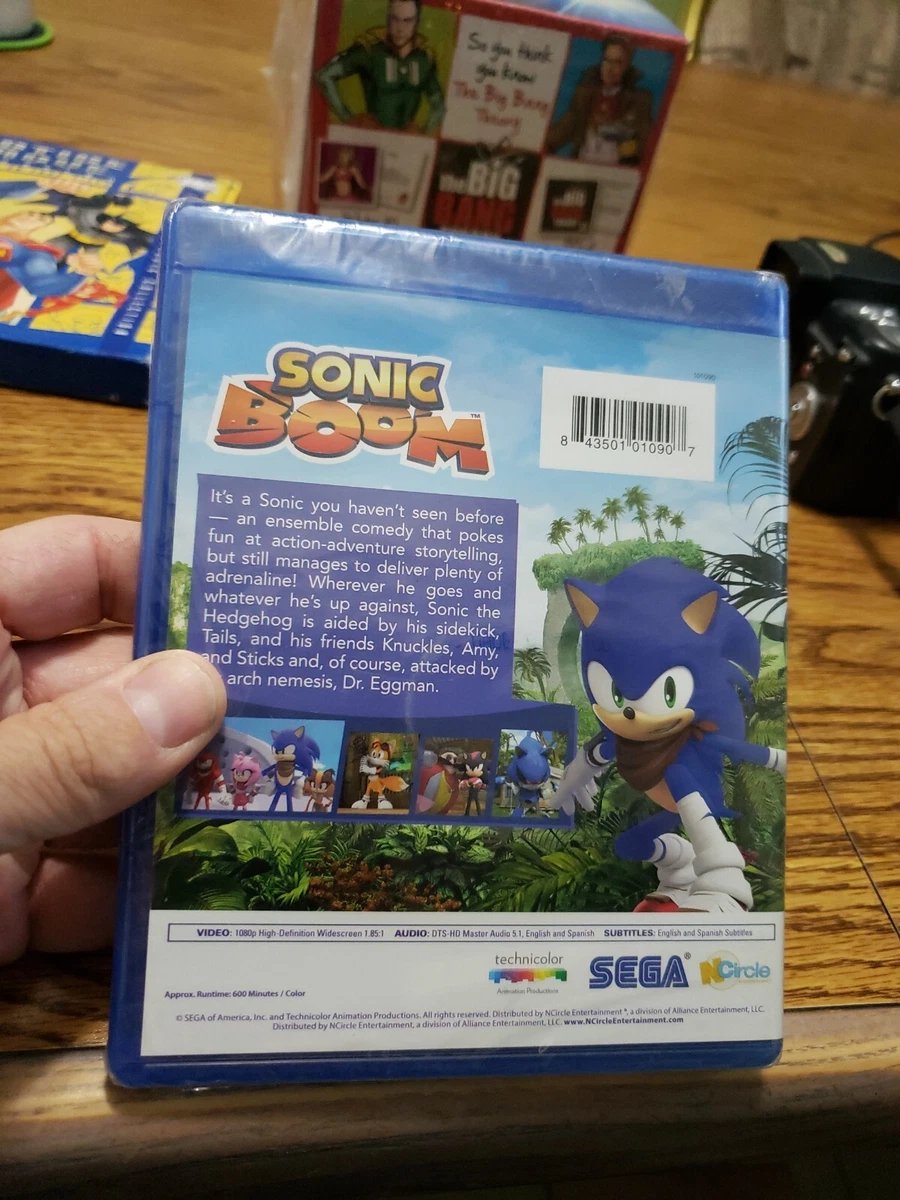 So you think
you know
The Big Bang
Theory
the BIG
BANG
SONIC
BOOM™
101090
8 43501 01090 7
It's a Sonic you haven't seen before
— an ensemble comedy that pokes
fun at action-adventure storytelling,
but still manages to deliver plenty of
adrenaline! Wherever he goes and
whatever he's up against, Sonic the
Hedgehog is aided by his sidekick,
Tails, and his friends Knuckles, Amy,
and Sticks and, of course, attacked by
arch nemesis, Dr. Eggman.
VIDEO: 1080p High-Definition Widescreen 1.85:1 AUDIO: DTS-HD Master Audio 5.1, English and Spanish SUBTITLES: English and Spanish Subtitles
technicolor
Animation Productions
SEGA®
NCircle
Approx. Runtime: 600 Minutes / Color
© SEGA of America, Inc. and Technicolor Animation Productions. All rights reserved. Distributed by NCircle Entertainment ®, a division of Alliance Entertainment, LLC.
Distributed by NCircle Entertainment, a division of Alliance Entertainment, LLC. www.NCircleEntertainment.com